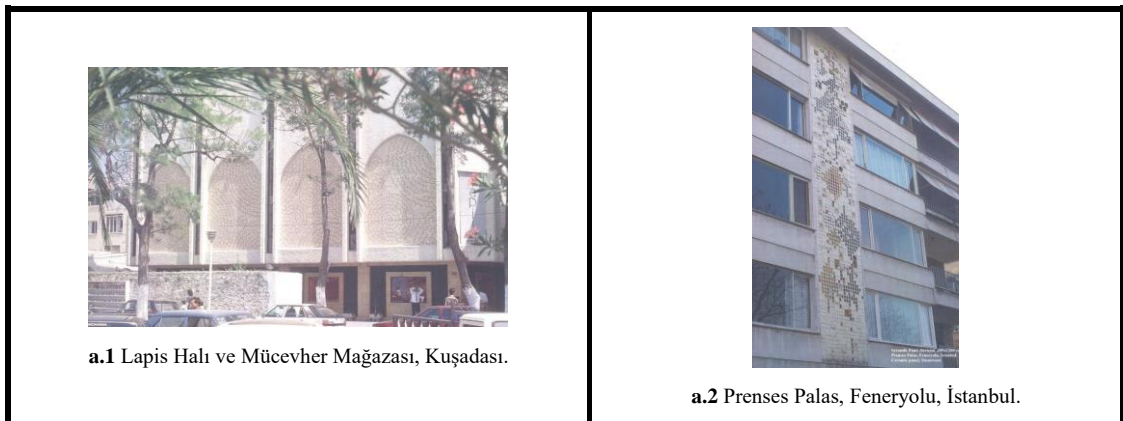 a.1 Lapis Halı ve Mücevher Mağazası, Kuşadası.
a.2 Prenses Palas, Feneryolu, İstanbul.